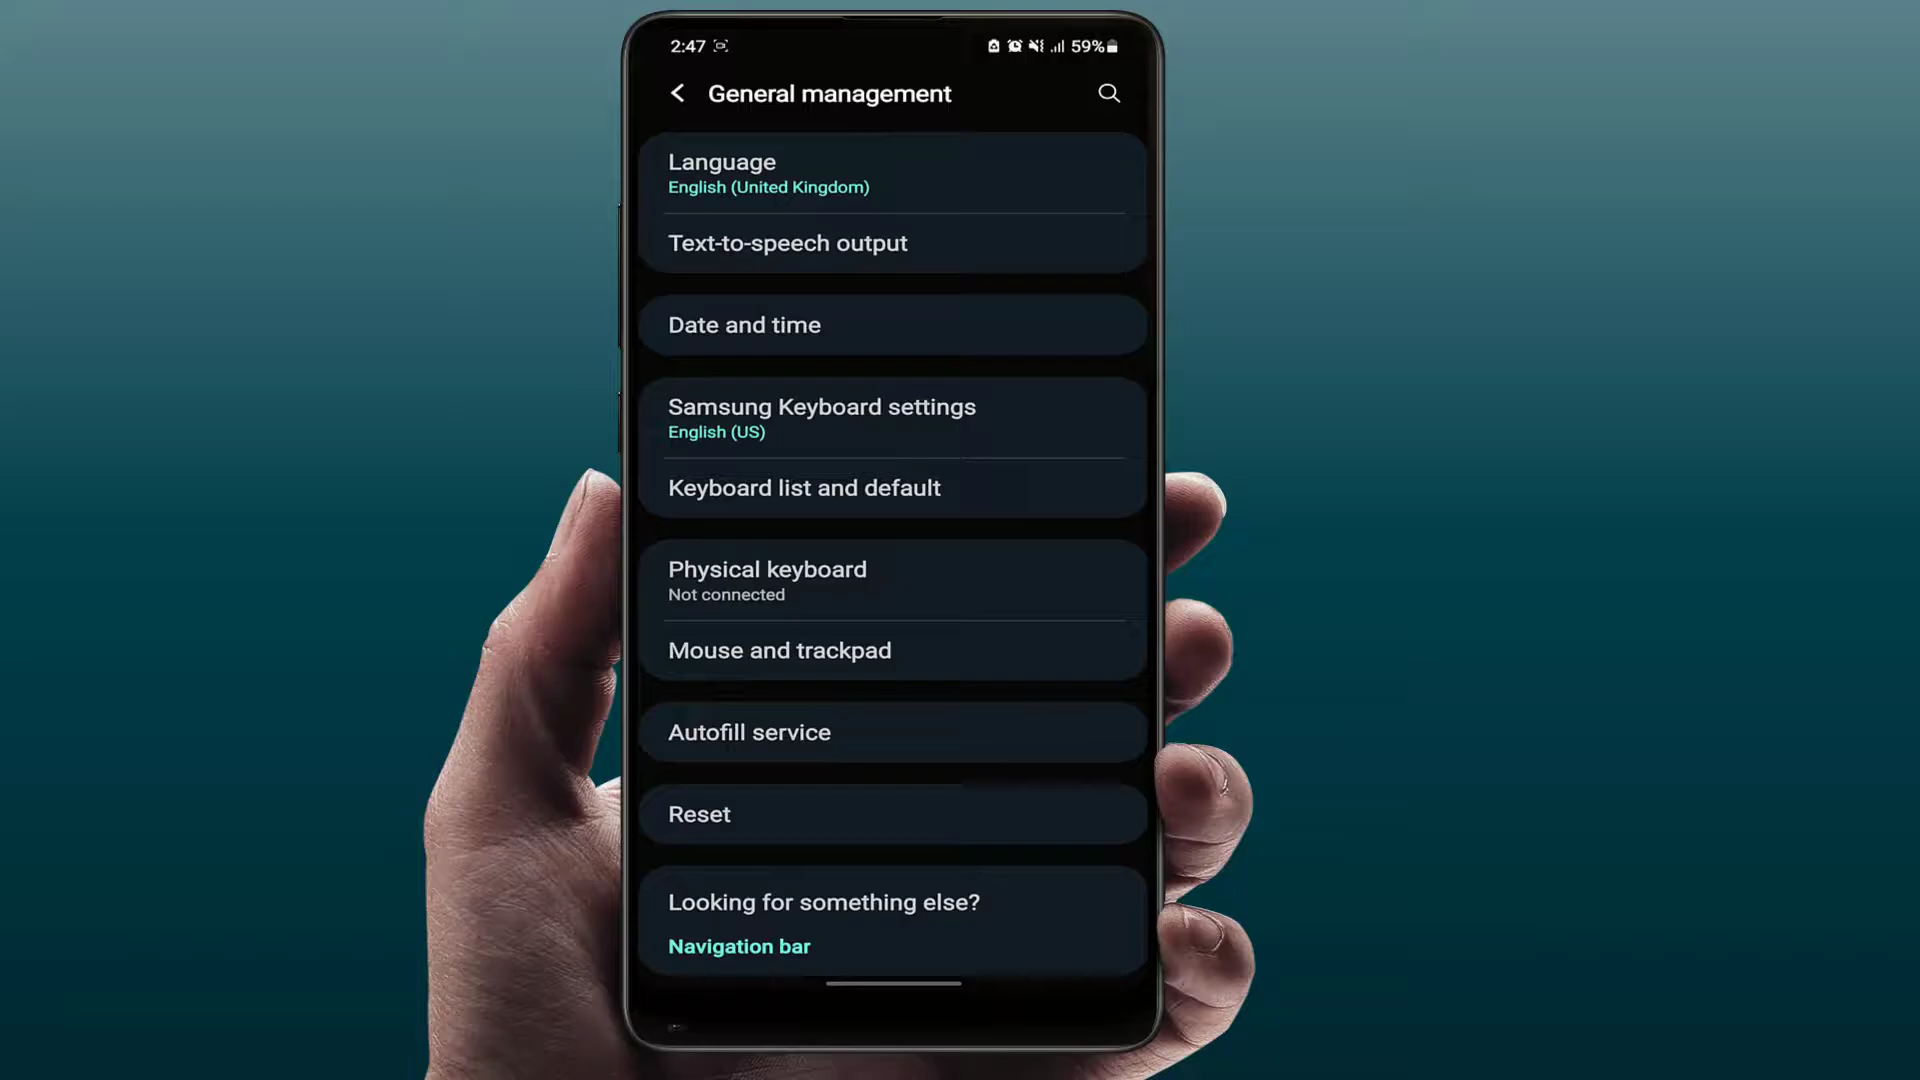 2:47 59%
General management
Language
English (United Kingdom)
Text-to-speech output
Date and time
Samsung Keyboard settings
English (US)
Keyboard list and default
Physical keyboard
Not connected
Mouse and trackpad
Autofill service
Reset
Looking for something else?
Navigation bar